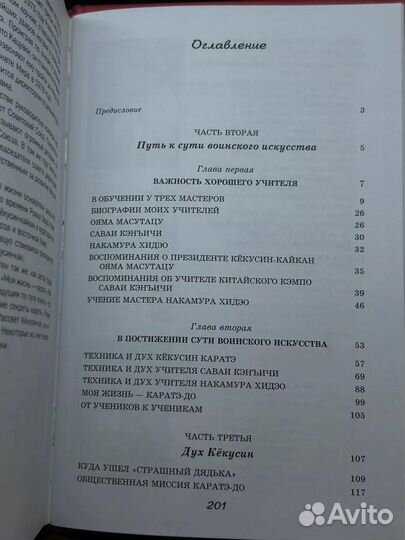 Оглавление
Предисловие 3
ЧАСТЬ ВТОРАЯ
Путь к сути воинского искусства 5
Глава первая
ВАЖНОСТЬ ХОРОШЕГО УЧИТЕЛЯ 7
В ОБУЧЕНИИ У ТРЕХ МАСТЕРОВ 9
БИОГРАФИИ МОИХ УЧИТЕЛЕЙ 26
ОЯМА МАСУТАЦУ 26
САВАИ КЭНЪИЧИ 30
НАКАМУРА ХИДЭО 32
ВОСПОМИНАНИЯ О ПРЕЗИДЕНТЕ КЁКУСИН-КАЙКАН
ОЯМА МАСУТАЦУ 35
ВОСПОМИНАНИЯ ОБ УЧИТЕЛЕ КИТАЙСКОГО КЭМПО
САВАИ КЭНЪИЧИ 39
УЧЕНИЕ МАСТЕРА НАКАМУРА ХИДЭО 46
Глава вторая
В ПОСТИЖЕНИИ СУТИ ВОИНСКОГО ИСКУССТВА 53
ТЕХНИКА И ДУХ КЁКУСИН КАРАТЭ 57
ТЕХНИКА И ДУХ УЧИТЕЛЯ САВАИ КЭНЪИЧИ 69
ТЕХНИКА И ДУХ УЧИТЕЛЯ НАКАМУРА ХИДЭО 88
МОЯ ЖИЗНЬ — КАРАТЭ-ДО 99
ОТ УЧЕНИКОВ К УЧЕНИКАМ 105
ЧАСТЬ ТРЕТЬЯ
Дух Кёкусин 107
КУДА УШЕЛ «СТРАШНЫЙ ДЯДЬКА» 109
ОБЩЕСТВЕННАЯ МИССИЯ КАРАТЭ-ДО 117
201
Avito